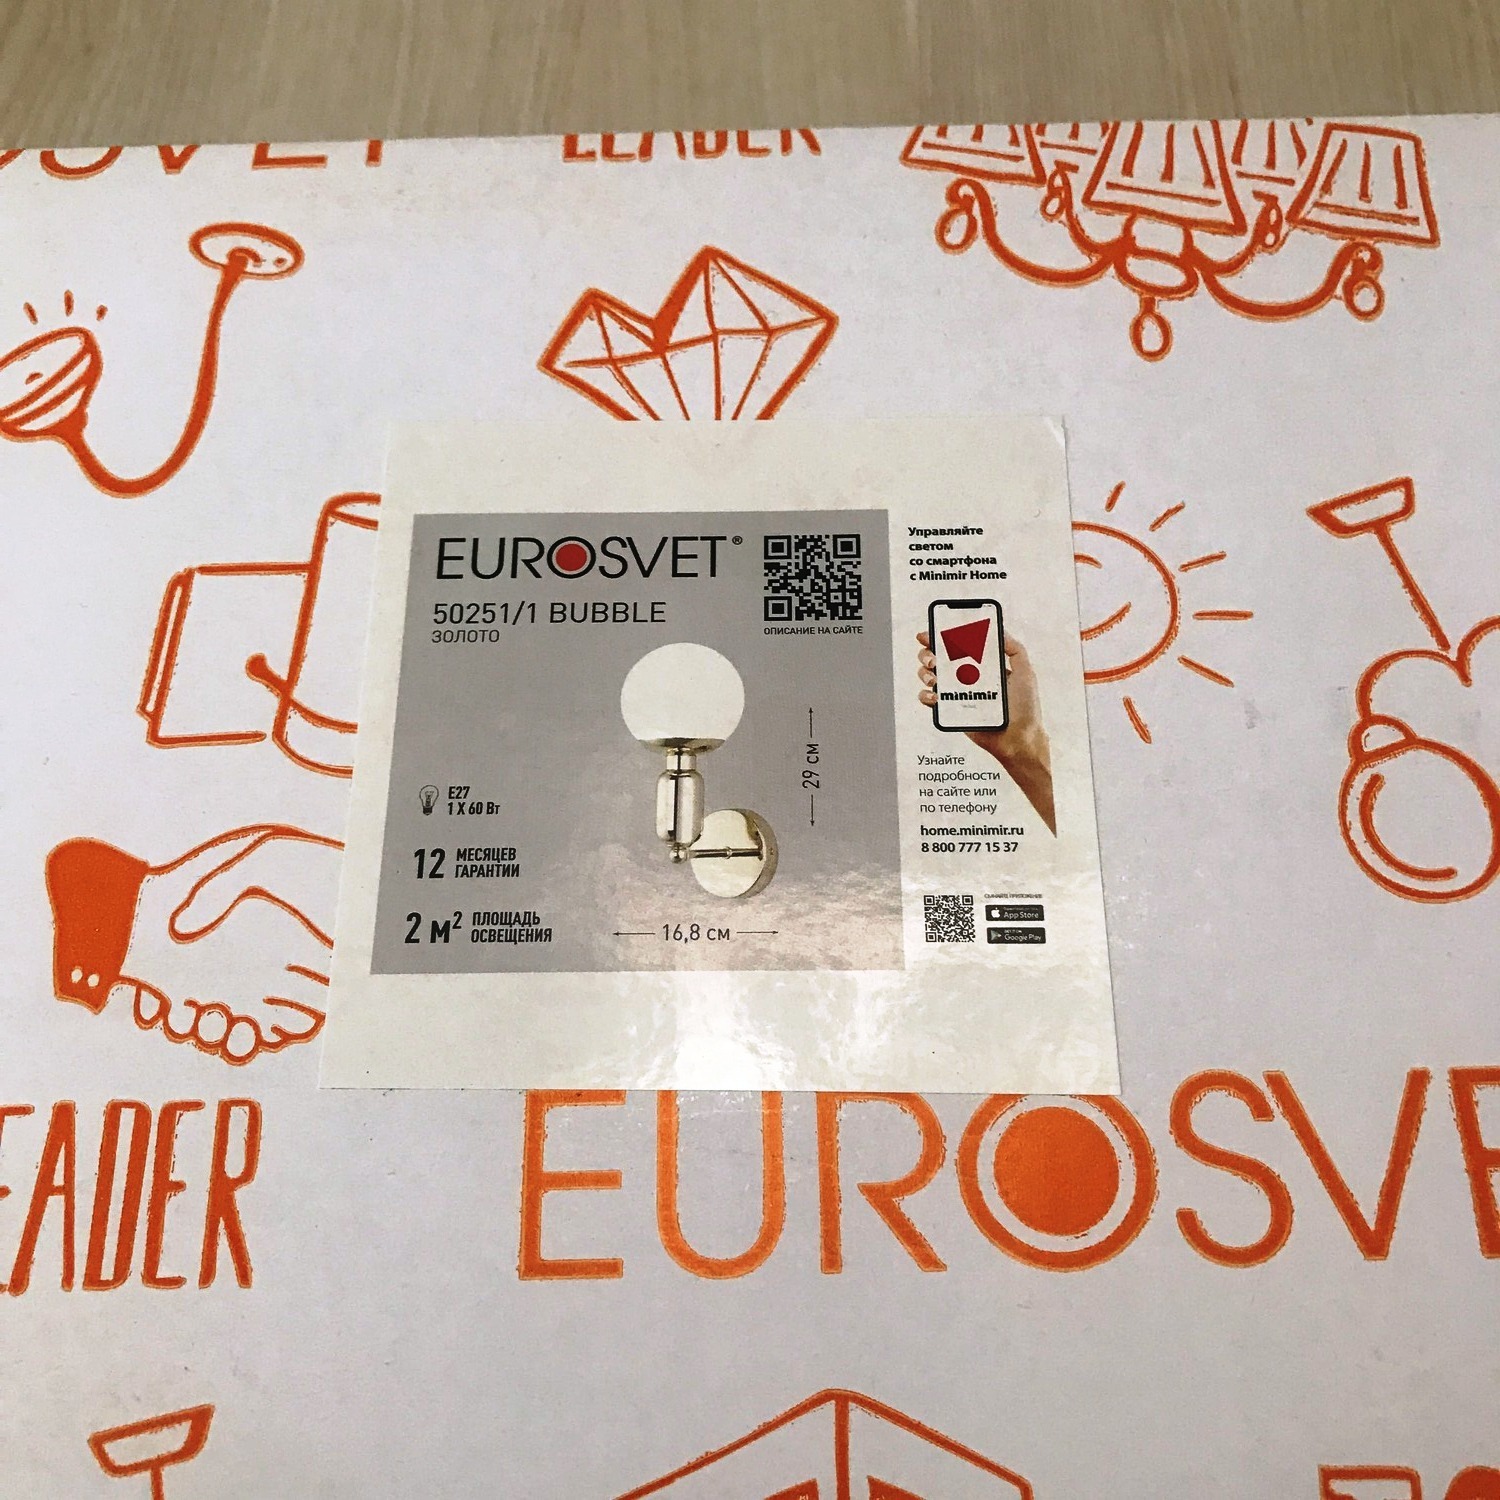 LEADER
EUROSVET®
50251/1 BUBBLE
ЗОЛОТО
ОПИСАНИЕ НА САЙТЕ
E27
1 X 60 Вт
12 МЕСЯЦЕВ
ГАРАНТИИ
2 м² ПЛОЩАДЬ
ОСВЕЩЕНИЯ
29 см
16,8 см
Управляйте
светом
со смартфона
с Minimir Home
minimir
Узнайте
подробности
на сайте или
по телефону
home.minimir.ru
8 800 777 15 37
App Store
Google Play
EADER
EUROSVE